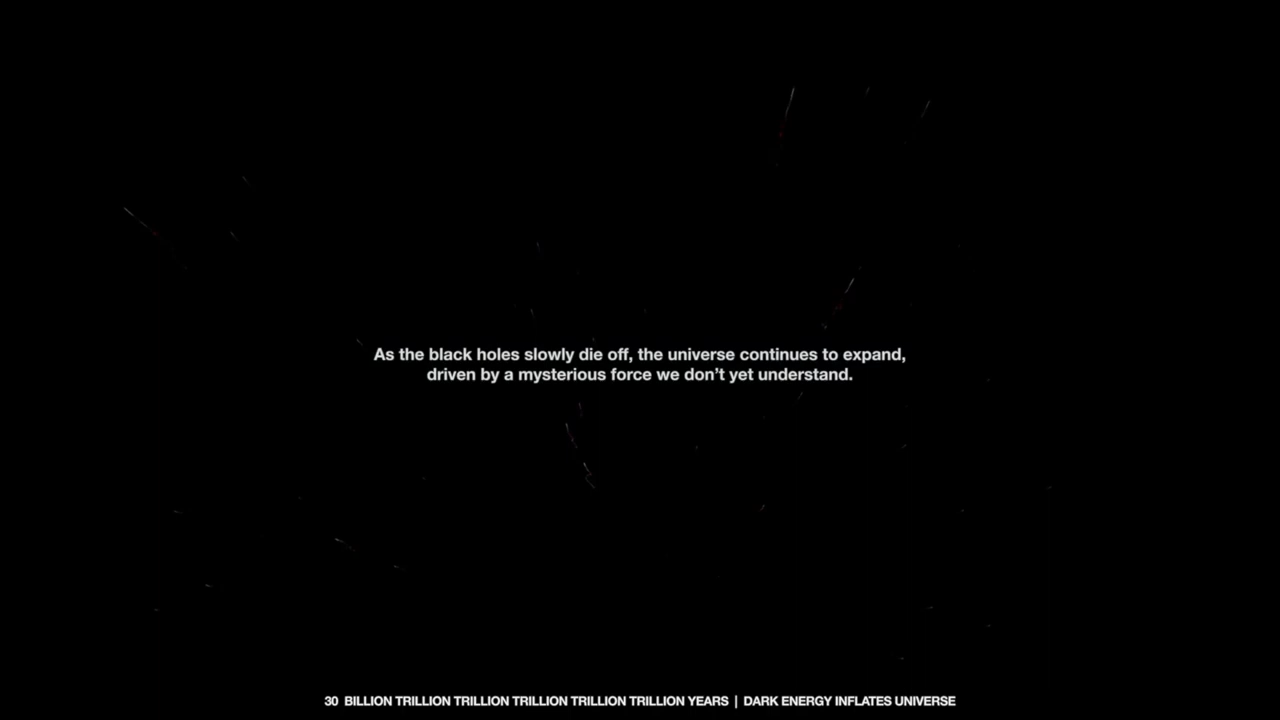 As the black holes slowly die off, the universe continues to expand,
driven by a mysterious force we don’t yet understand.
30 BILLION TRILLION TRILLION TRILLION TRILLION TRILLION YEARS | DARK ENERGY INFLATES UNIVERSE